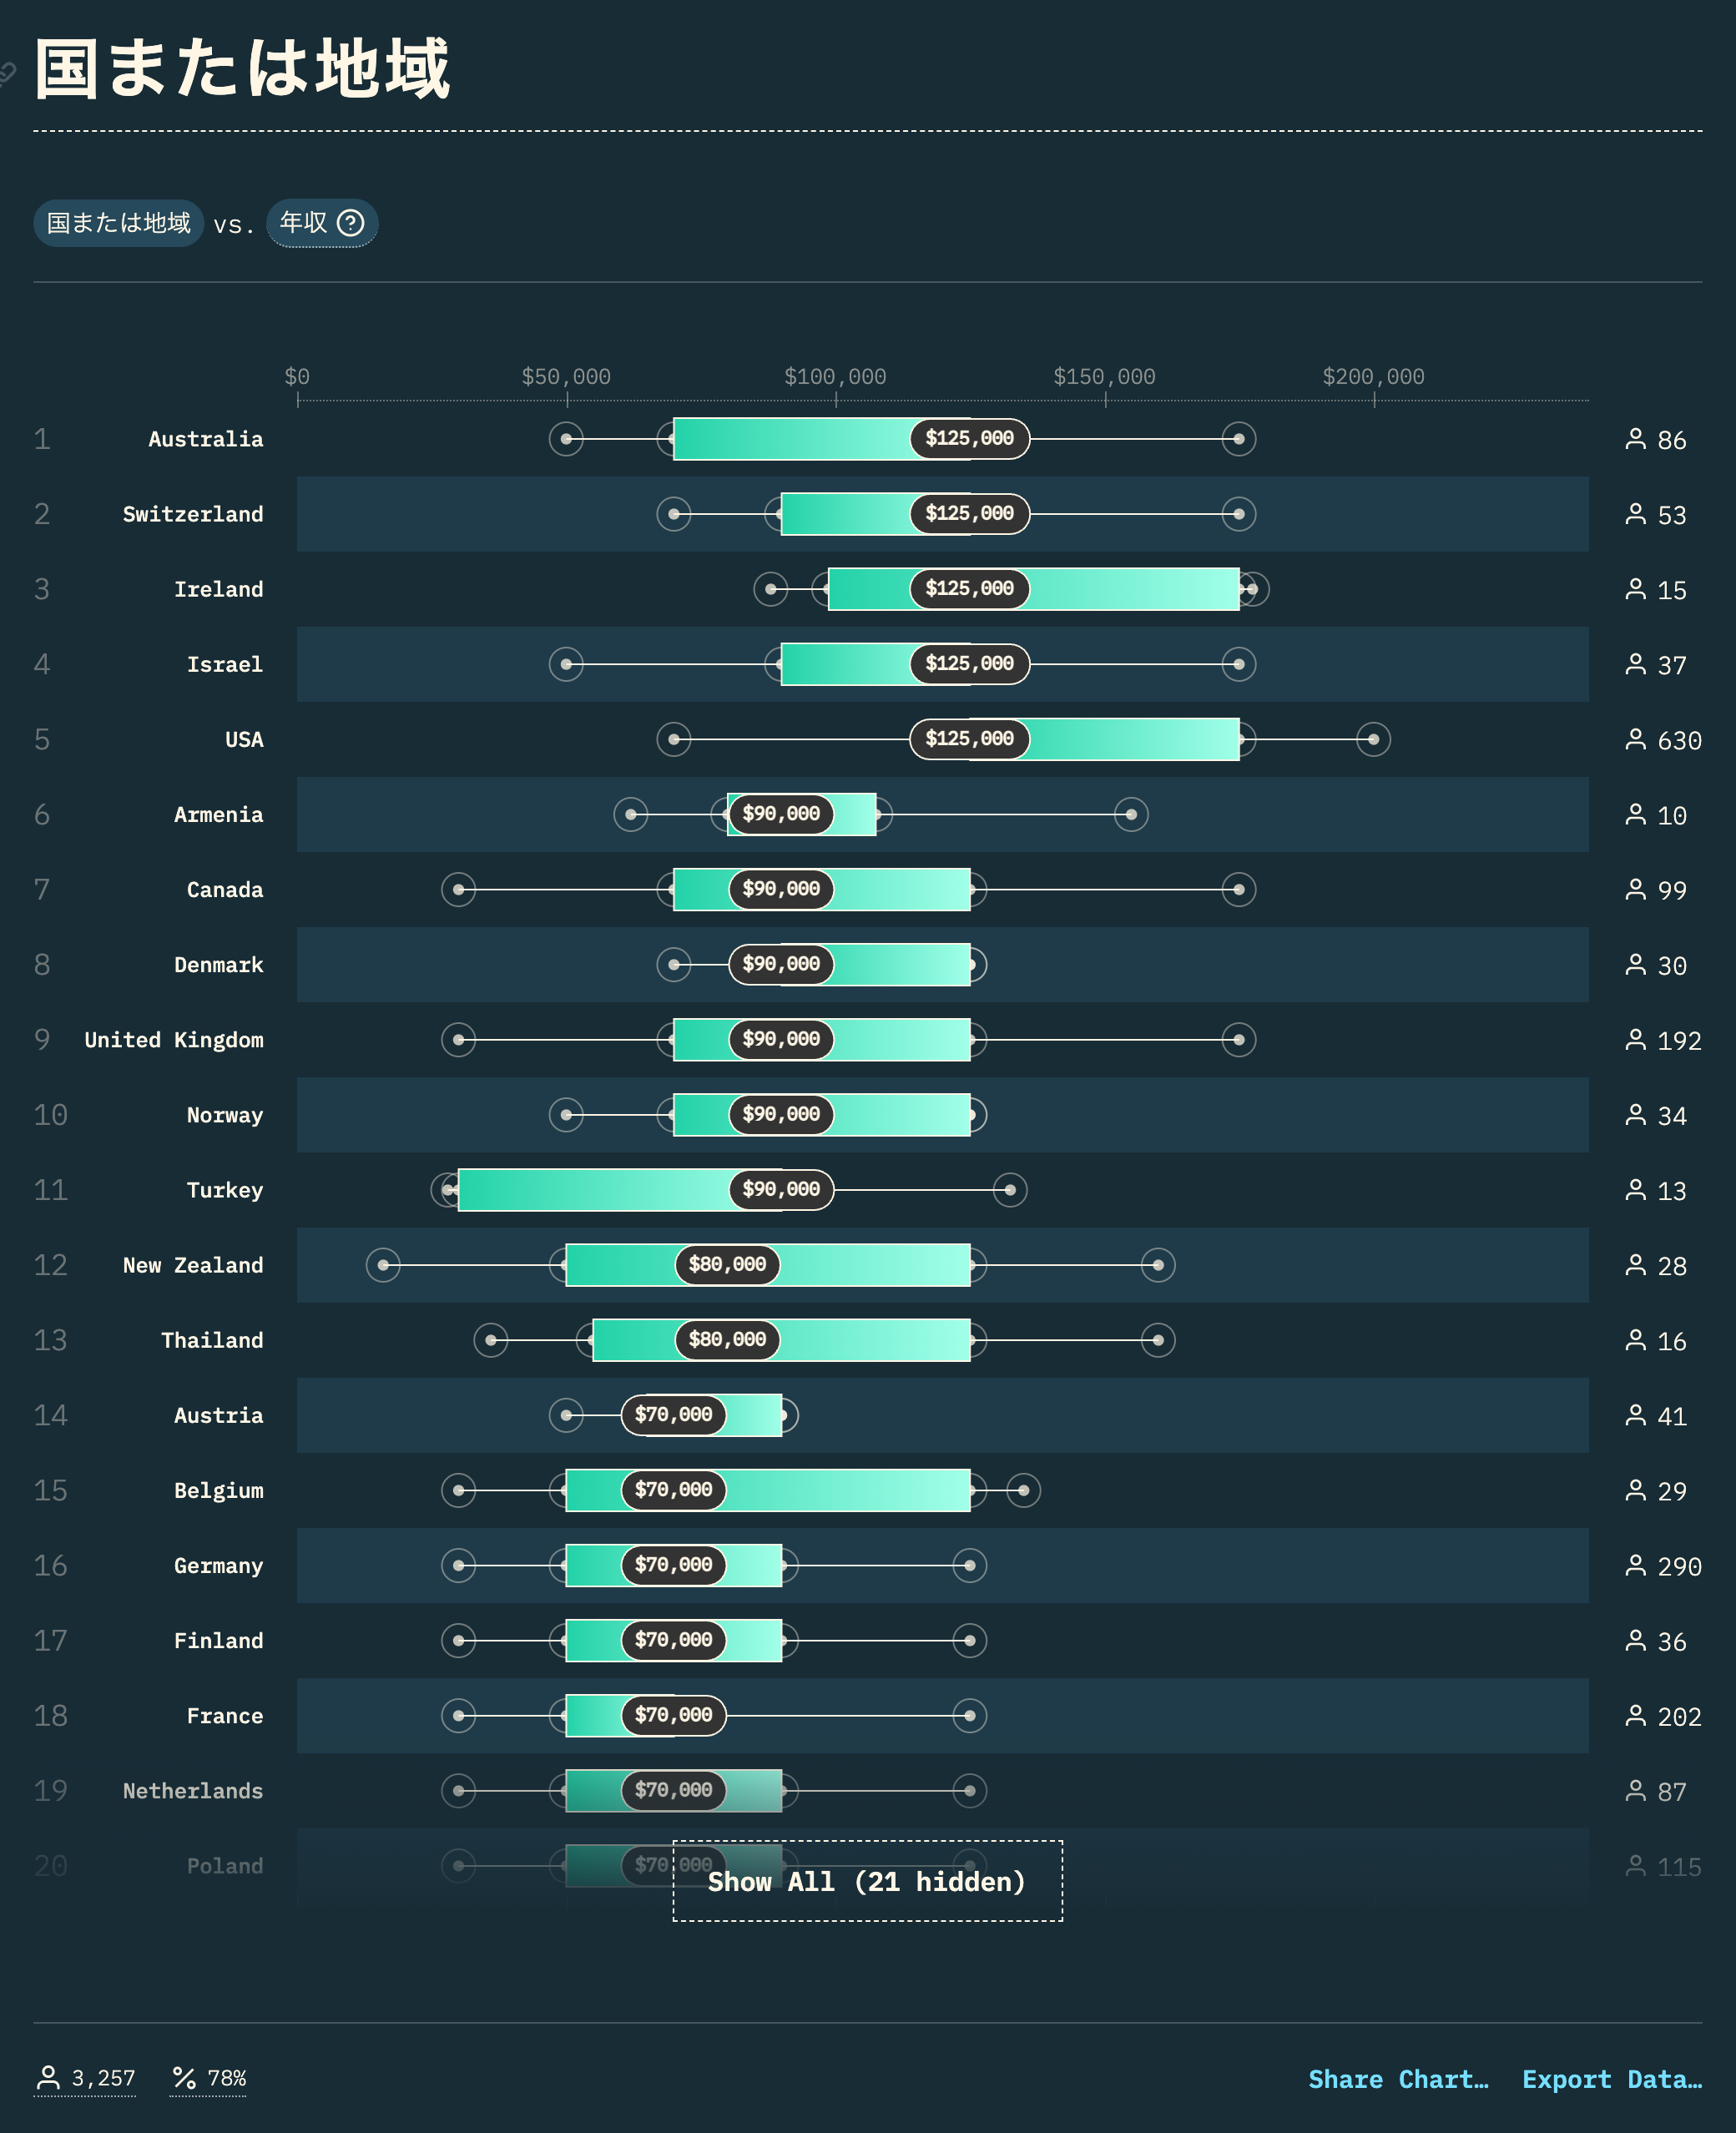 国または地域
国または地域 vs. 年収 ?
$0 $50,000 $100,000 $150,000 $200,000
1 Australia $125,000 86
2 Switzerland $125,000 53
3 Ireland $125,000 15
4 Israel $125,000 37
5 USA $125,000 630
6 Armenia $90,000 10
7 Canada $90,000 99
8 Denmark $90,000 30
9 United Kingdom $90,000 192
10 Norway $90,000 34
11 Turkey $90,000 13
12 New Zealand $80,000 28
13 Thailand $80,000 16
14 Austria $70,000 41
15 Belgium $70,000 29
16 Germany $70,000 290
17 Finland $70,000 36
18 France $70,000 202
19 Netherlands $70,000 87
20 Poland $70,000 115
Show All (21 hidden)
3,257 % 78% Share Chart… Export Data…